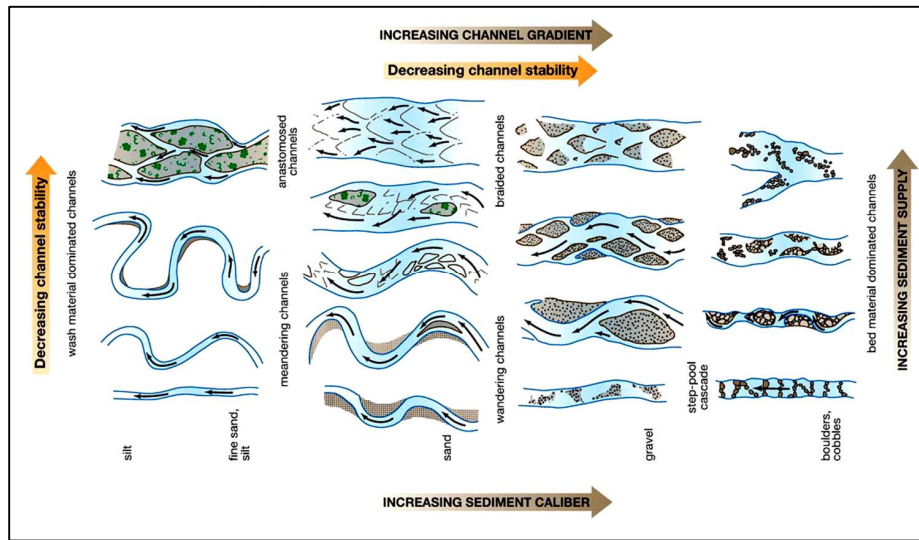 INCREASING CHANNEL GRADIENT
Decreasing channel stability
Decreasing channel stability
wash material dominated channels
anastomosed
channels
meandering channels
braided channels
wandering channels
step-pool
cascade
bed material dominated channels
INCREASING SEDIMENT SUPPLY
silt
fine sand,
silt
sand
gravel
boulders,
cobbles
INCREASING SEDIMENT CALIBER